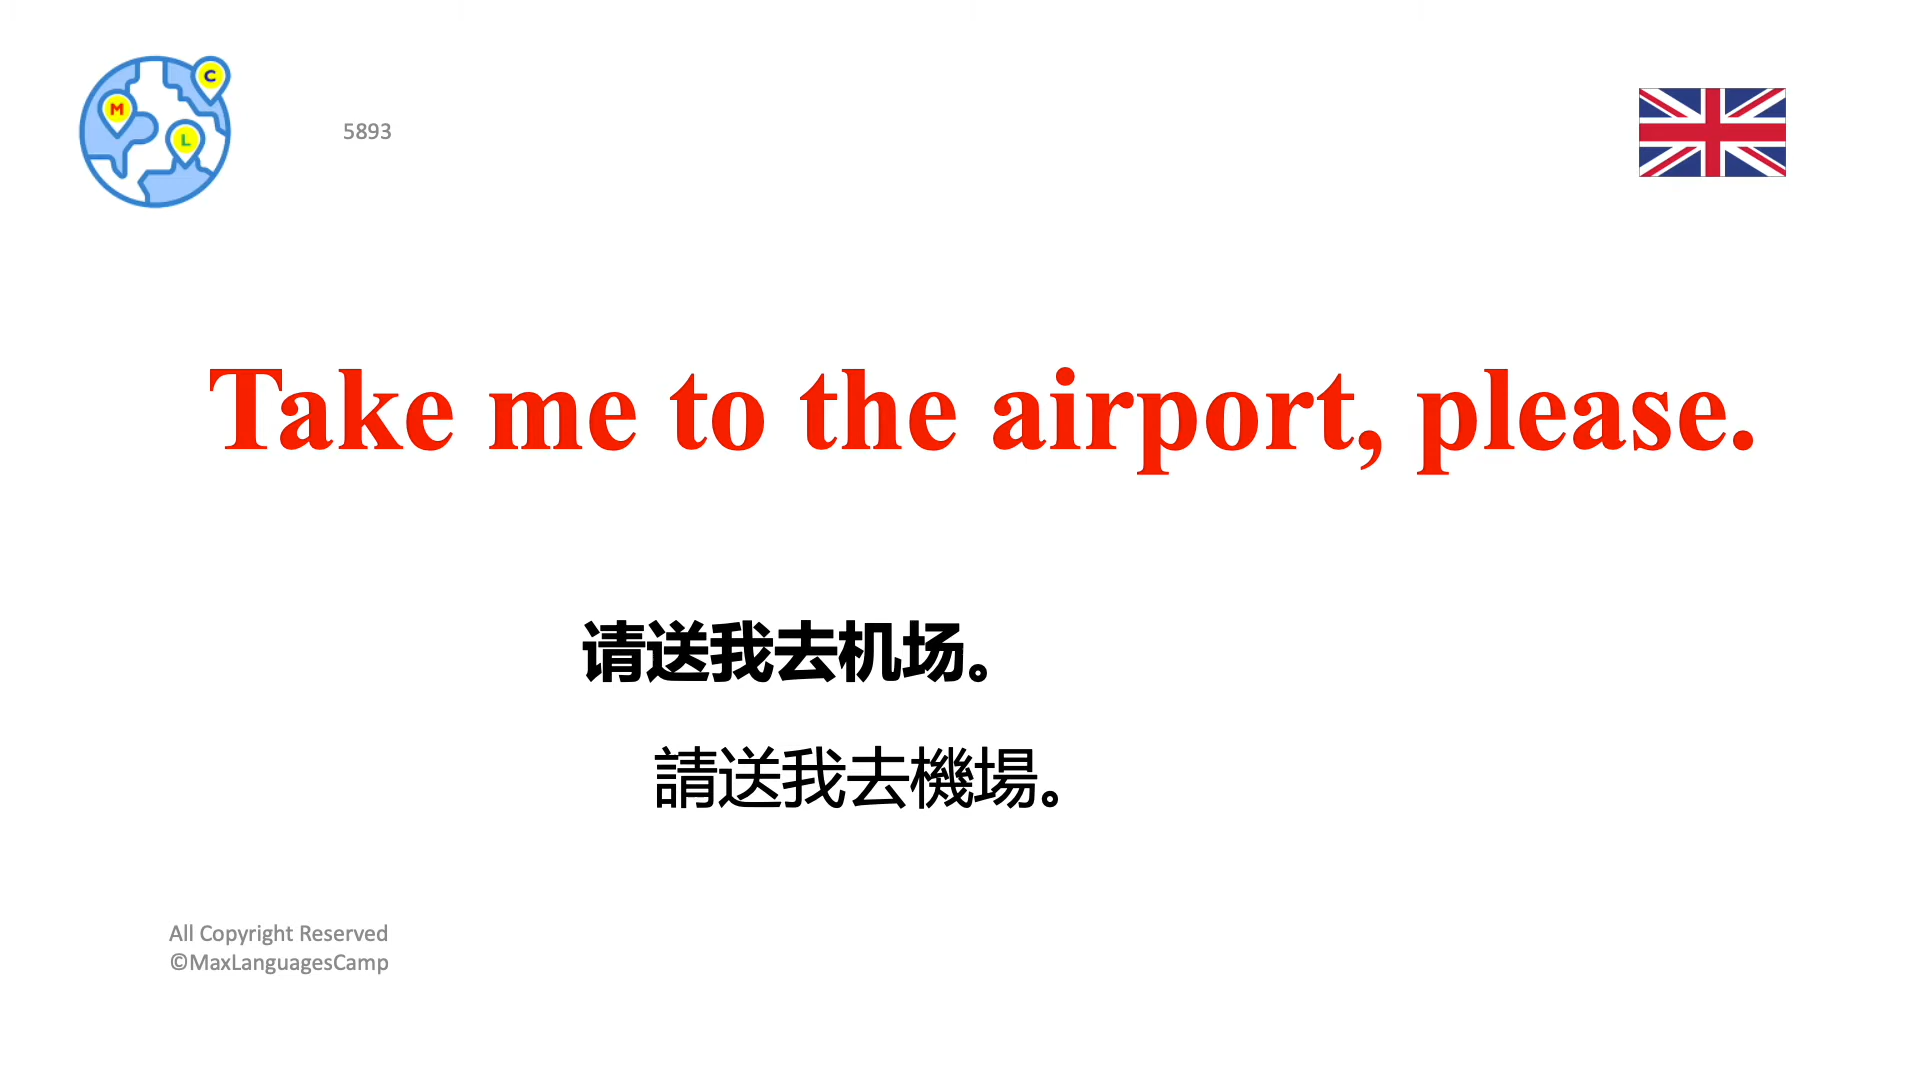 C
M
L
5893
Take me to the airport, please.
请送我去机场。
請送我去機場。
All Copyright Reserved
©MaxLanguagesCamp